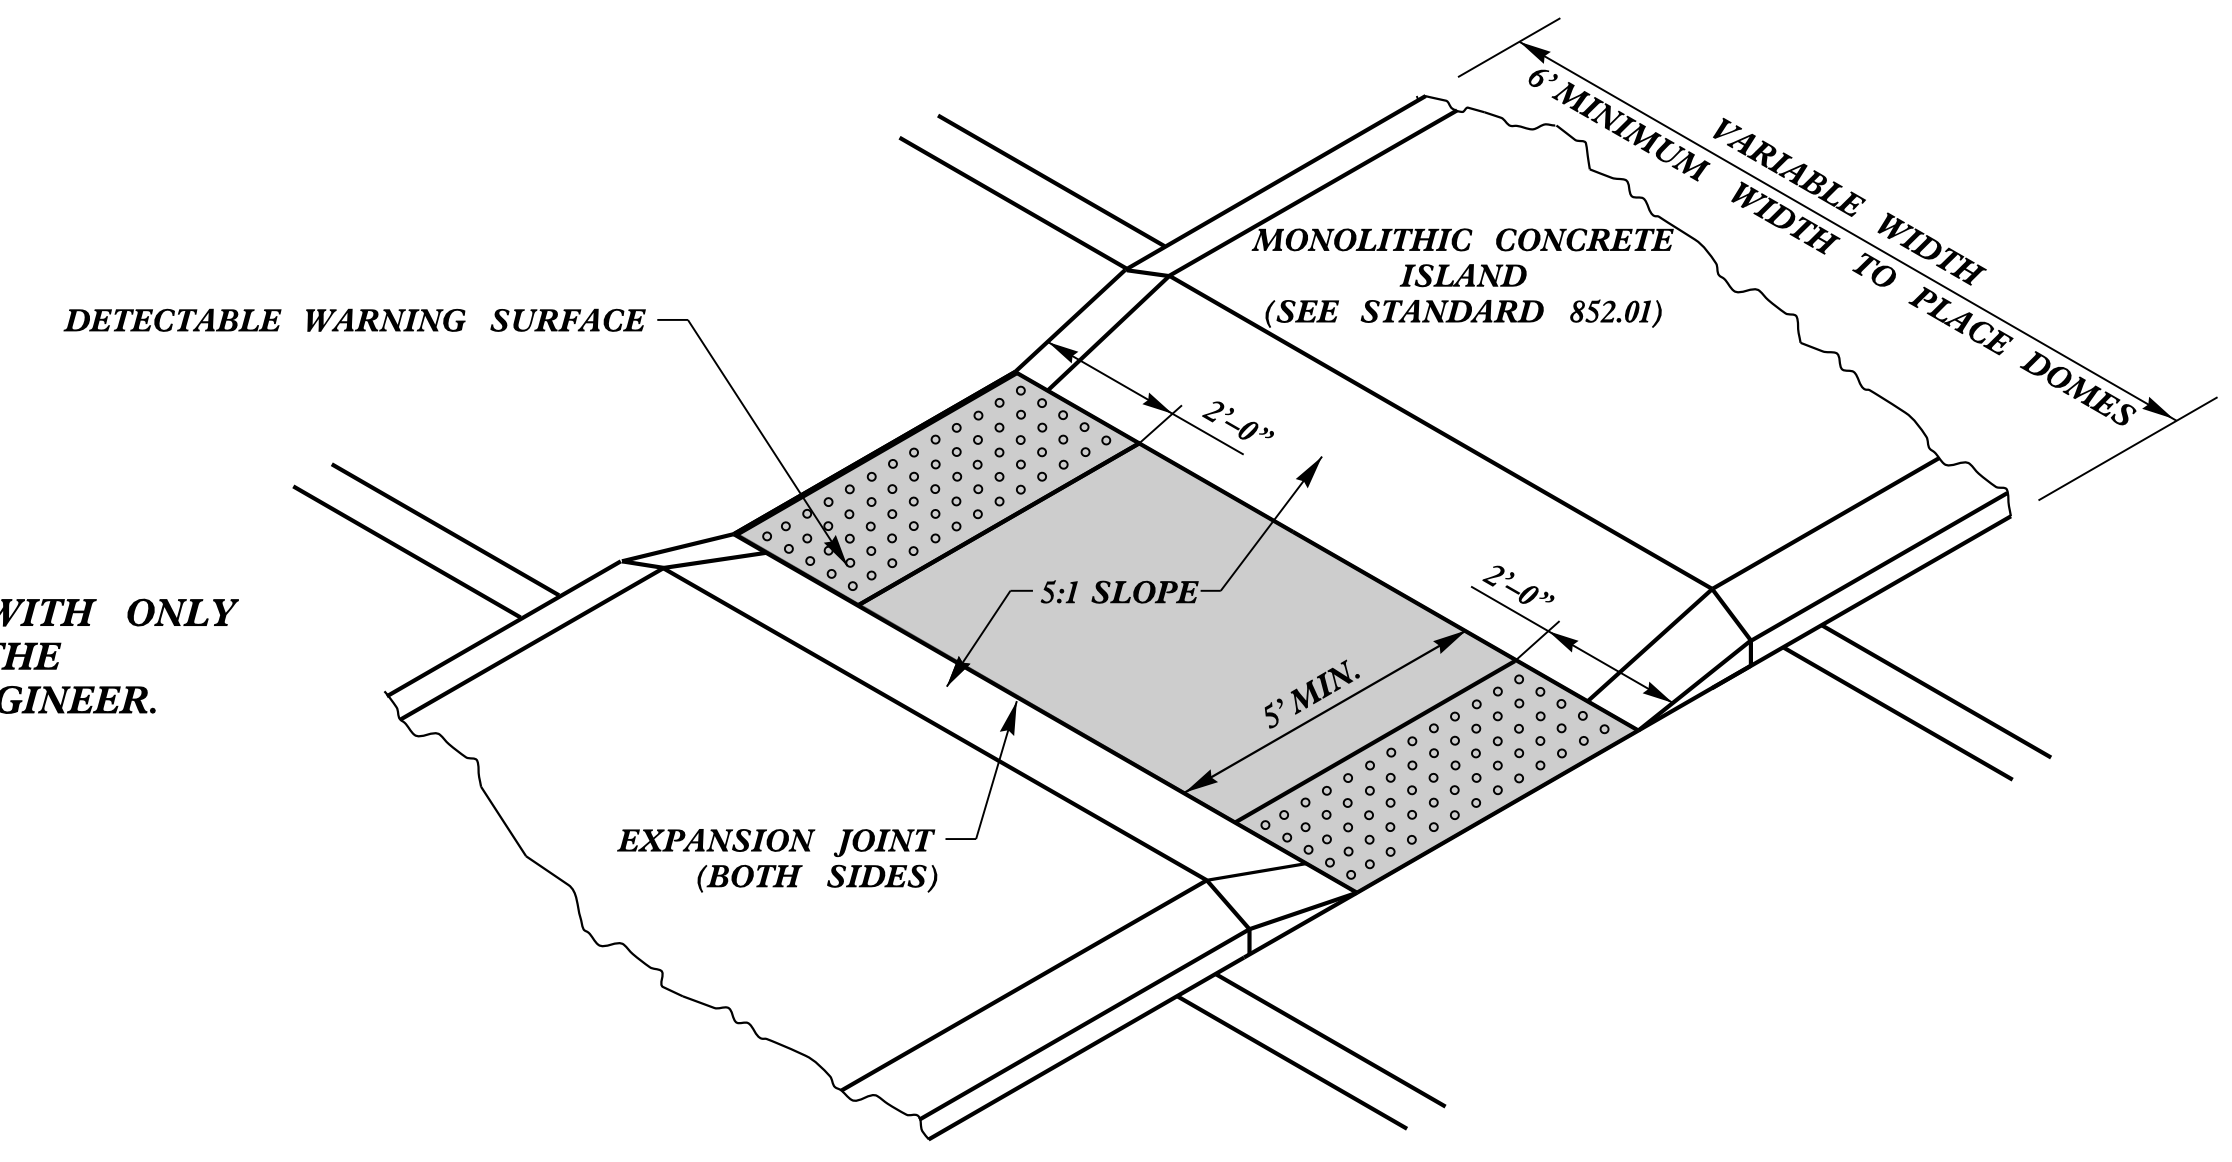 VARIABLE WIDTH
6' MINIMUM WIDTH TO PLACE DOMES
MONOLITHIC CONCRETE
ISLAND
(SEE STANDARD 852.01)
DETECTABLE WARNING SURFACE
2'-0"
5:1 SLOPE
2'-0"
5' MIN.
WITH ONLY
THE
GINEER.
EXPANSION JOINT
(BOTH SIDES)